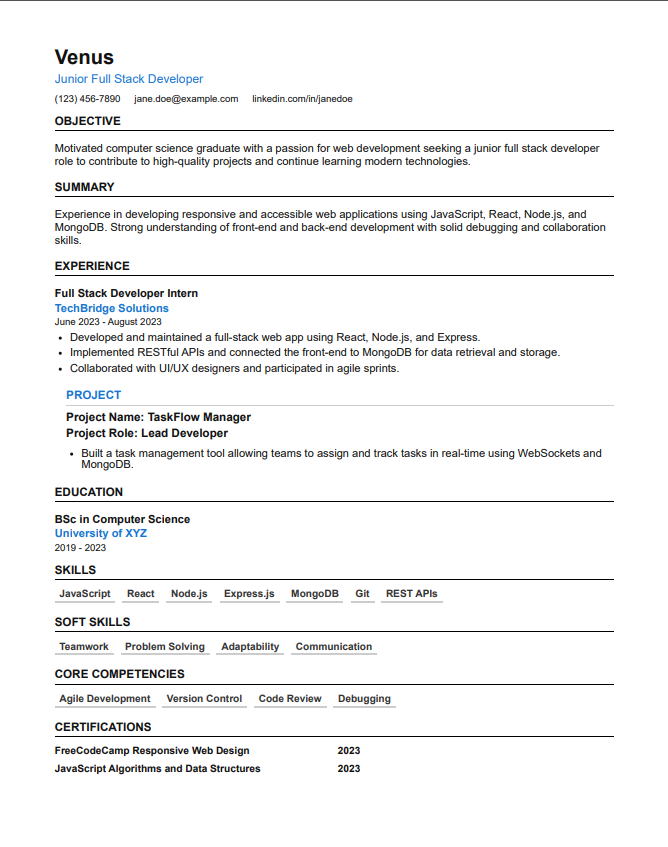 Venus
Junior Full Stack Developer
(123) 456-7890 jane.doe@example.com linkedin.com/in/janedoe
OBJECTIVE
Motivated computer science graduate with a passion for web development seeking a junior full stack developer
role to contribute to high-quality projects and continue learning modern technologies.
SUMMARY
Experience in developing responsive and accessible web applications using JavaScript, React, Node.js, and
MongoDB. Strong understanding of front-end and back-end development with solid debugging and collaboration
skills.
EXPERIENCE
Full Stack Developer Intern
TechBridge Solutions
June 2023 - August 2023
• Developed and maintained a full-stack web app using React, Node.js, and Express.
• Implemented RESTful APIs and connected the front-end to MongoDB for data retrieval and storage.
• Collaborated with UI/UX designers and participated in agile sprints.
PROJECT
Project Name: TaskFlow Manager
Project Role: Lead Developer
• Built a task management tool allowing teams to assign and track tasks in real-time using WebSockets and
MongoDB.
EDUCATION
BSc in Computer Science
University of XYZ
2019 - 2023
SKILLS
JavaScript React Node.js Express.js MongoDB Git REST APIs
SOFT SKILLS
Teamwork Problem Solving Adaptability Communication
CORE COMPETENCIES
Agile Development Version Control Code Review Debugging
CERTIFICATIONS
FreeCodeCamp Responsive Web Design 2023
JavaScript Algorithms and Data Structures 2023